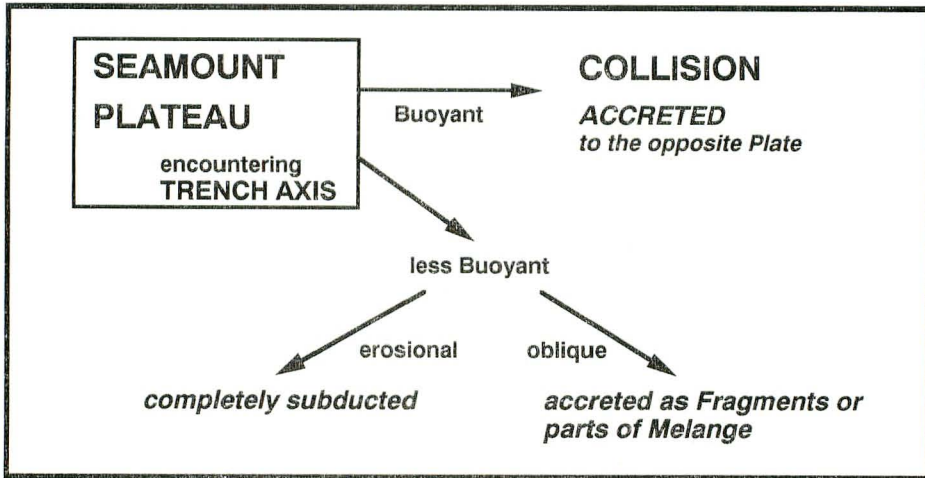 SEAMOUNT
PLATEAU
encountering
TRENCH AXIS
Buoyant
COLLISION
ACCRETED
to the opposite Plate
less Buoyant
erosional
oblique
completely subducted
accreted as Fragments or
parts of Melange